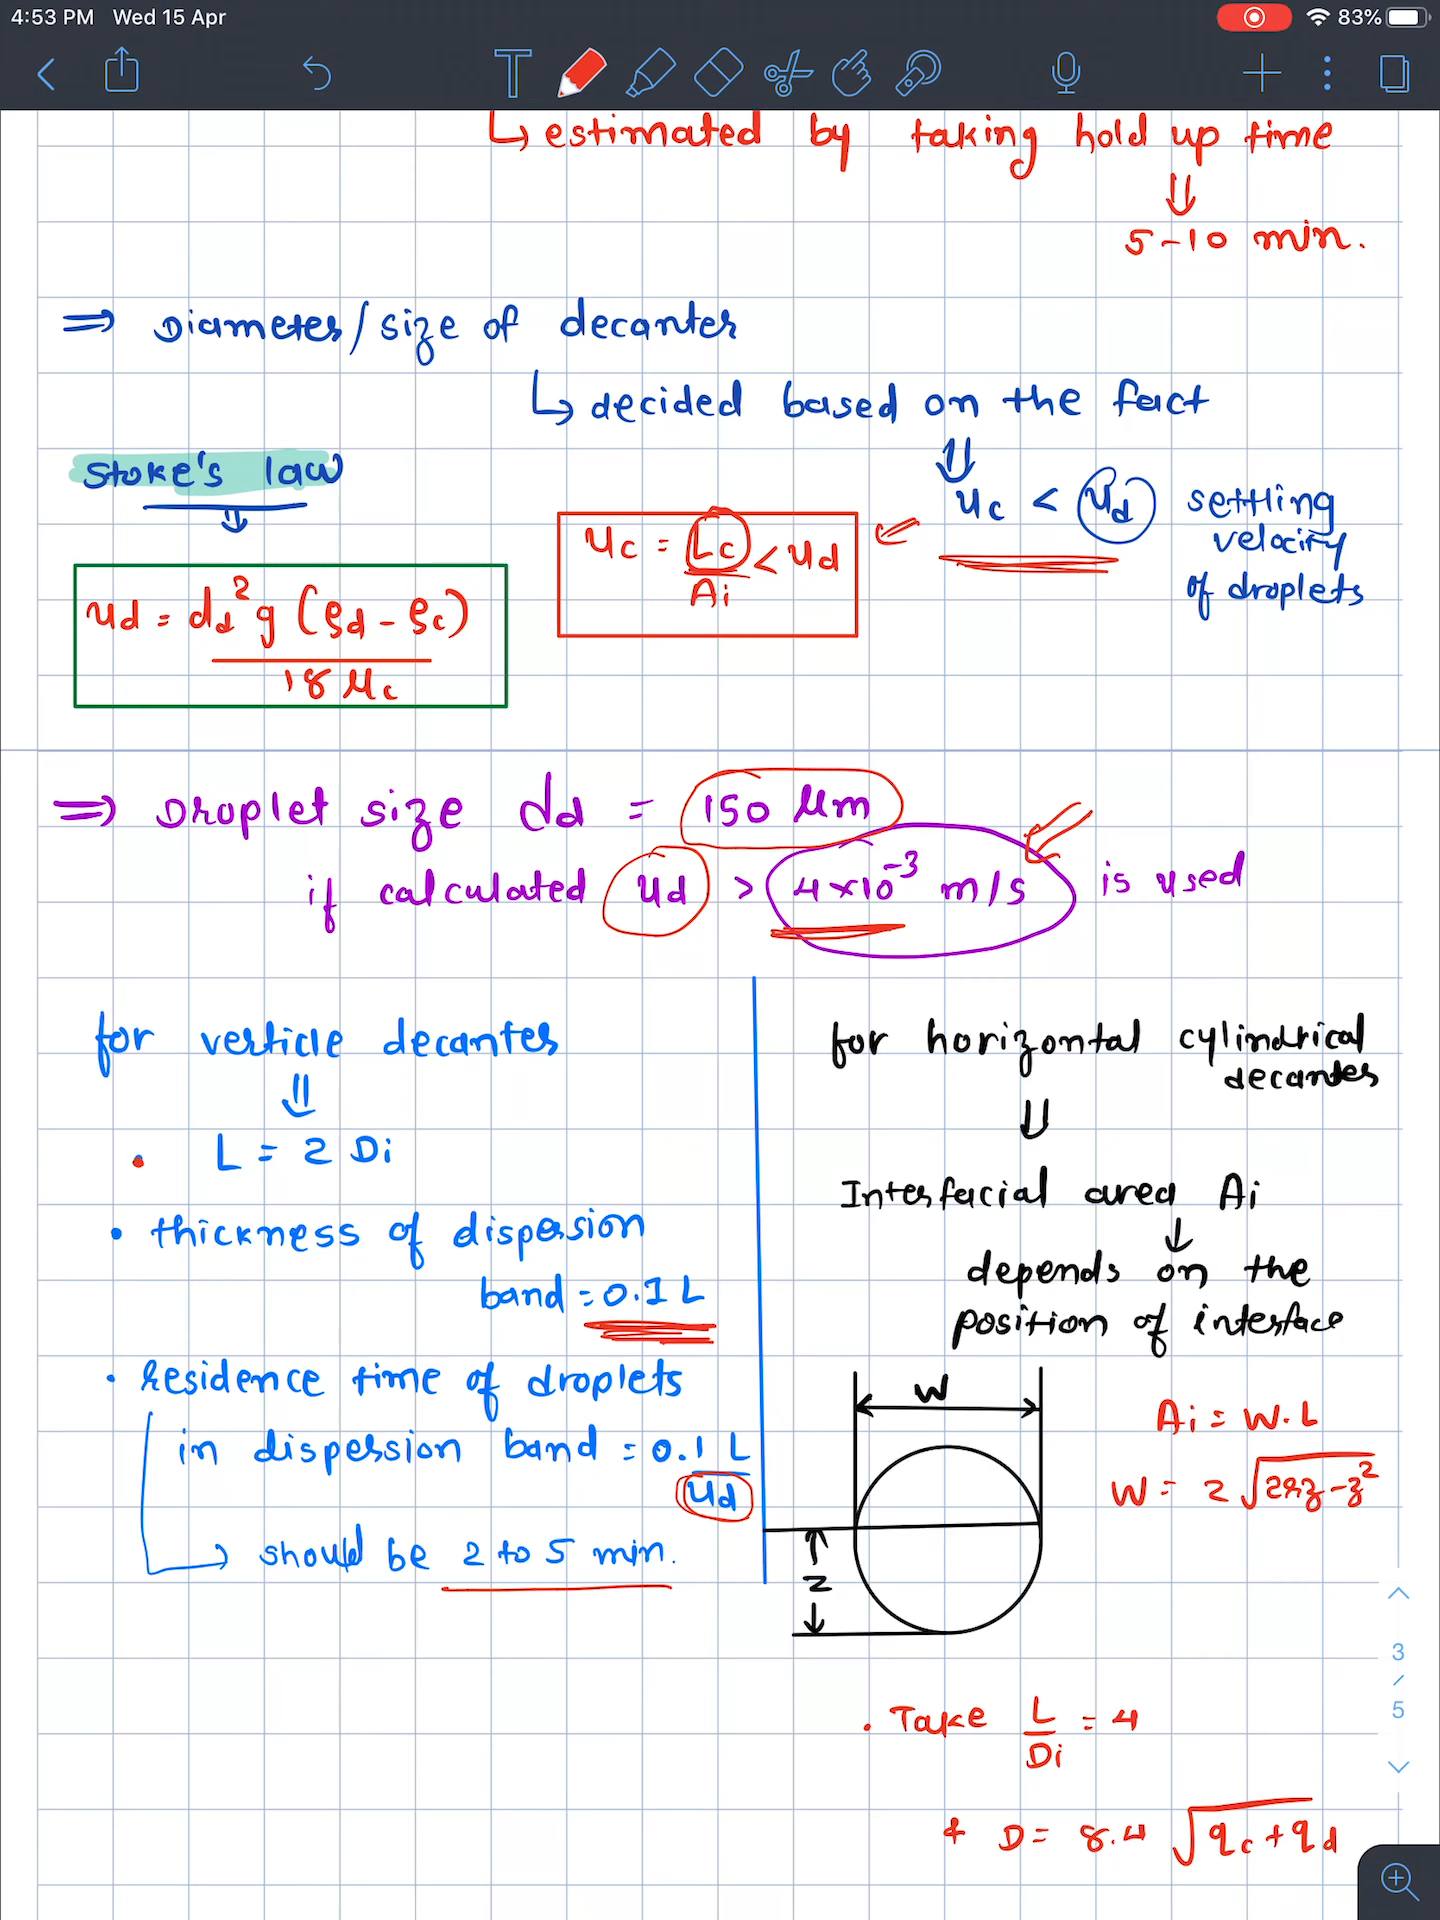 4:53 PM Wed 15 Apr
83%
↳ estimated by taking hold up time
⇓
5-10 min.
⇒ Diameter/size of decanter
↳ decided based on the fact
⇓
Stoke's law
⇓
uc < ud settling velocity of droplets
uc = Lc/Ai < ud
ud = dd² g (ρd - ρc) / 18 μc
⇒ Droplet size dd = 150 μm
if calculated ud > 4×10⁻³ m/s is used
for verticle decanter
⇓
• L = 2 Di
• thickness of dispersion
band = 0.1 L
• Residence time of droplets
in dispession band = 0.1 L / ud
→ should be 2 to 5 min.
for horizontal cylindrical
decanter
⇓
Interfacial area Ai
↓
depends on the
position of interface
W
Z
Ai = W.L
W = 2 √(2rz - z²)
• Take L/Di = 4
& D = 8.4 √(qc + qd)
3
/
5